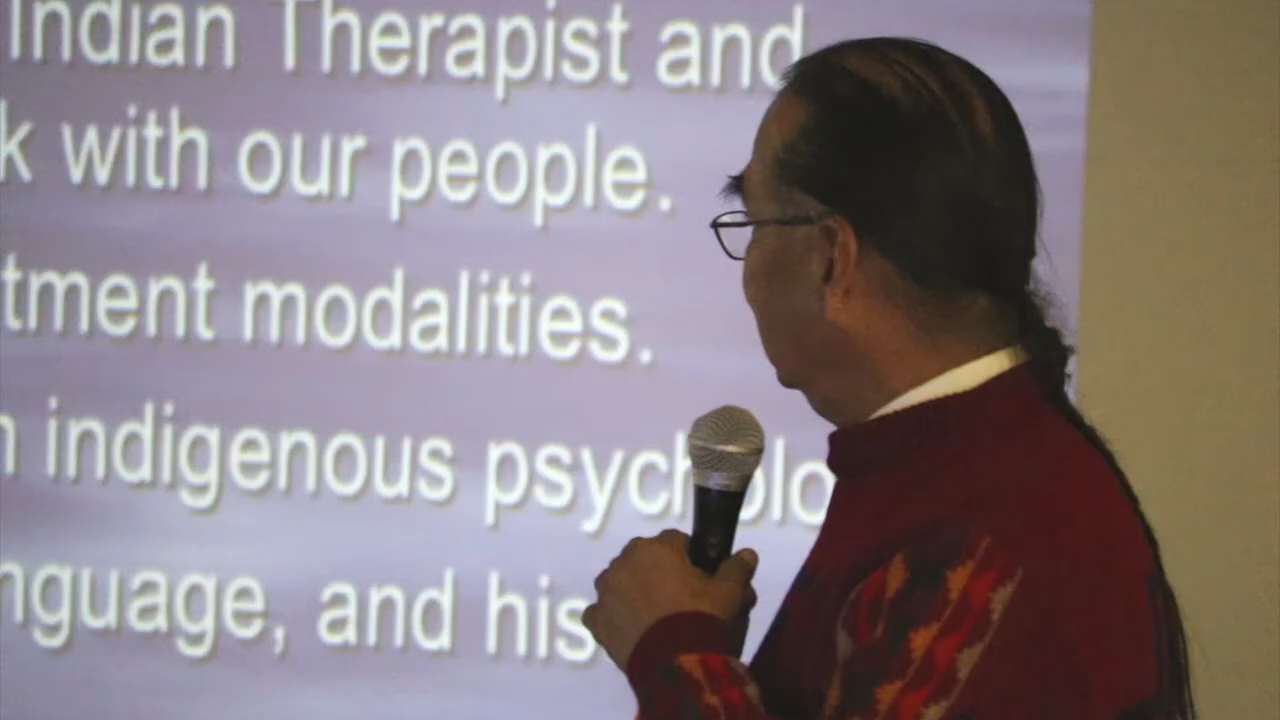 Indian Therapist and
k with our people.
tment modalities.
n indigenous psycholo
nguage, and his